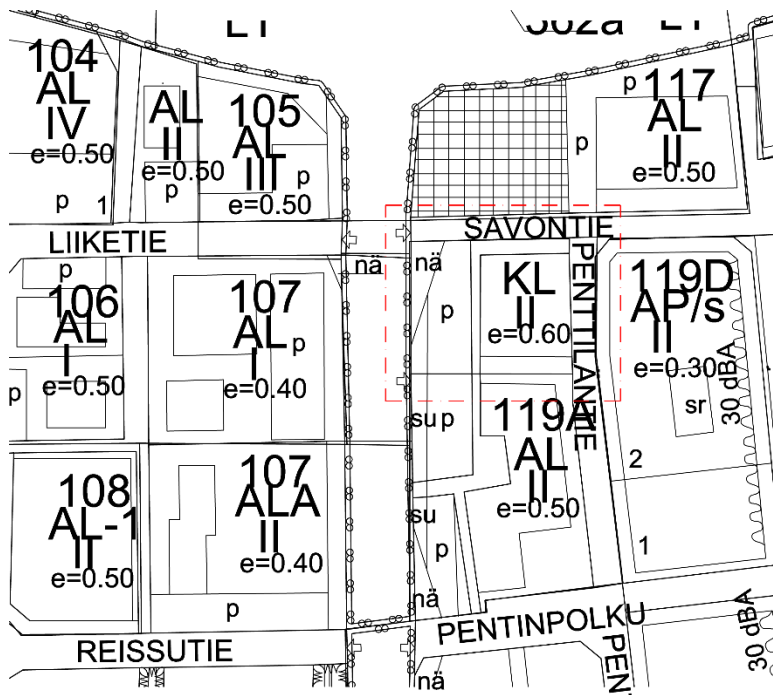 302a
104
AL
IV
e=0.50
p
1
AL
II
e=0.50
p
105
AL
III
p
e=0.50
p
p
117
AL
II
e=0.50
LIIKETIE
SAVONTIE
nä
nä
p
106
AL
I
e=0.50
p
107
AL
p
I
e=0.40
p
KL
II
e=0.60
PENTTILÄNTIE
119D
AP/s
II
e=0.30
30 dBA
sr
2
1
su
p
119A
AL
II
e=0.50
108
AL-1
II
e=0.50
107
ALA
II
e=0.40
p
su
p
nä
REISSUTIE
PENTINPOLKU
nä
PEN
30 dBA